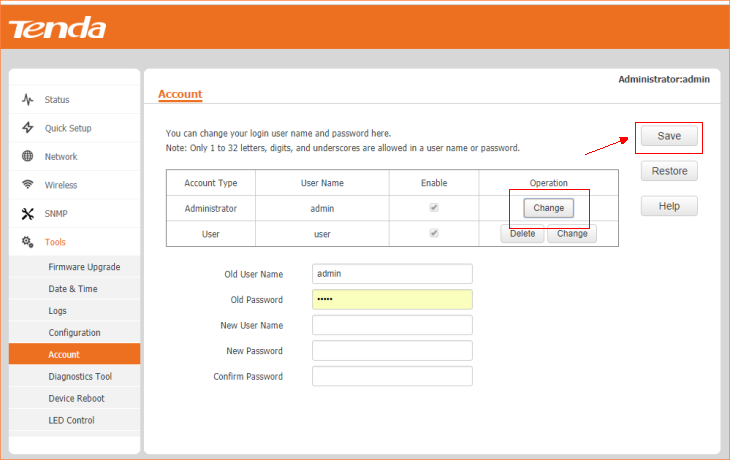 Tenda
Administrator:admin
Status
Quick Setup
Network
Wireless
SNMP
Tools
Firmware Upgrade
Date & Time
Logs
Configuration
Account
Diagnostics Tool
Device Reboot
LED Control
Account
You can change your login user name and password here.
Note: Only 1 to 32 letters, digits, and underscores are allowed in a user name or password.
Account Type User Name Enable Operation
Administrator admin Change
User user Delete Change
Old User Name admin
Old Password •••••
New User Name
New Password
Confirm Password
Save
Restore
Help